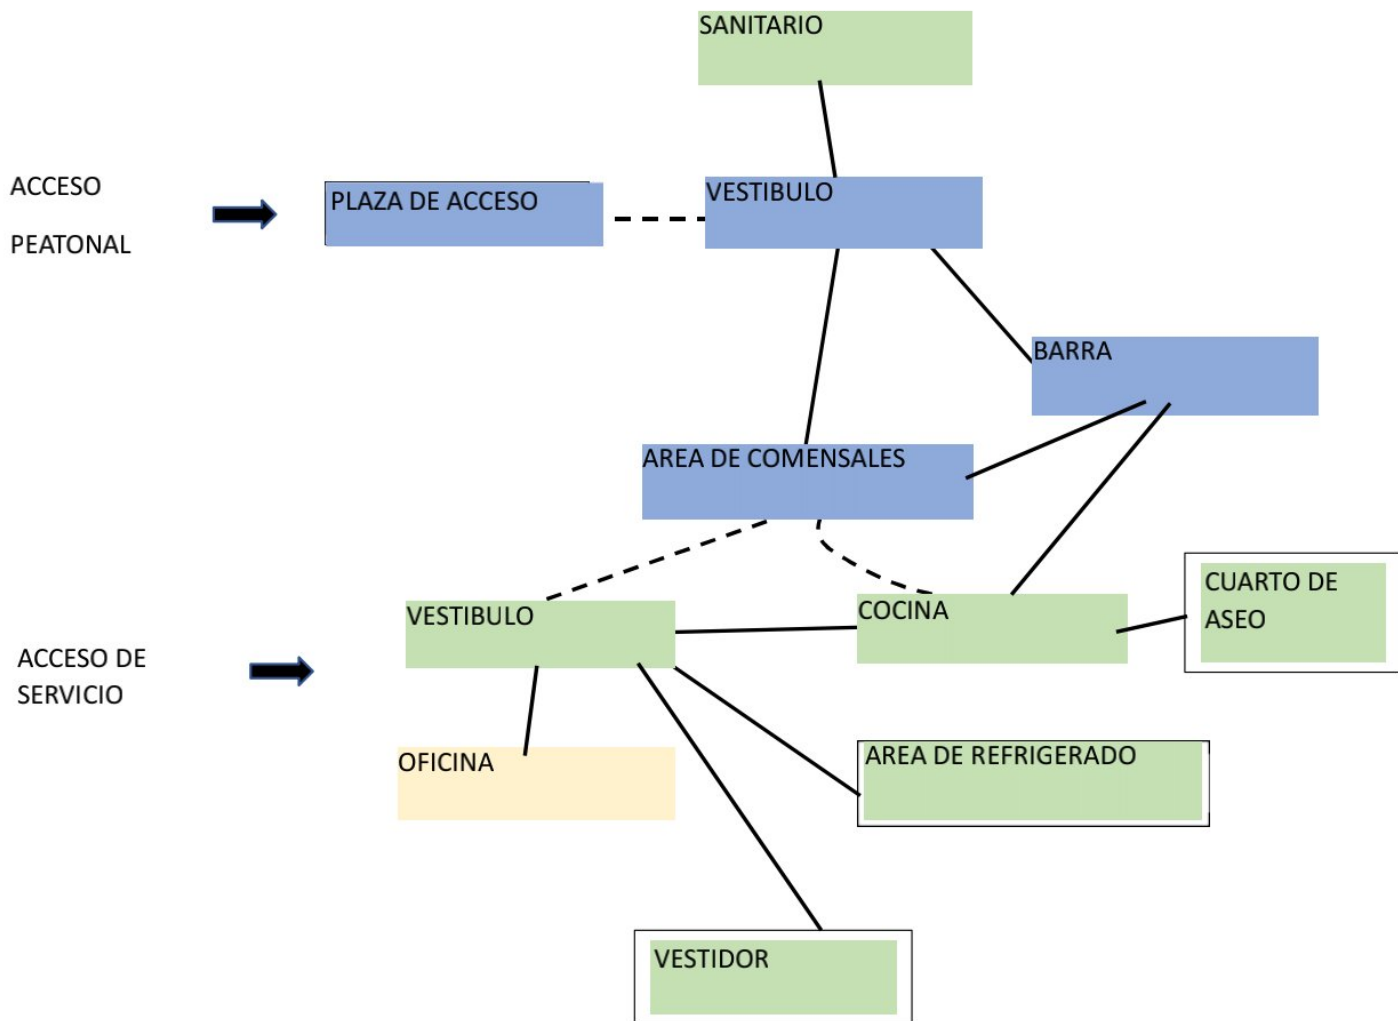 SANITARIO
ACCESO
PEATONAL
PLAZA DE ACCESO
VESTIBULO
BARRA
AREA DE COMENSALES
VESTIBULO
COCINA
CUARTO DE
ASEO
ACCESO DE
SERVICIO
OFICINA
AREA DE REFRIGERADO
VESTIDOR